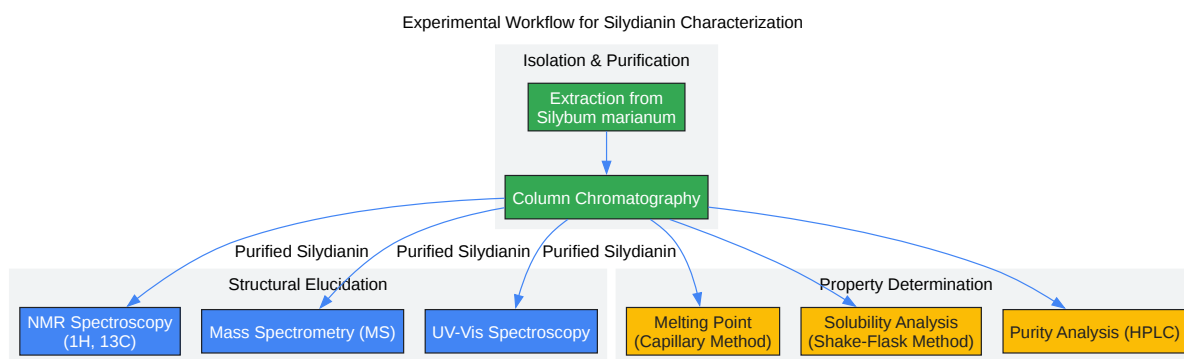 Experimental Workflow for Silydianin Characterization
Isolation & Purification
Extraction from
Silybum marianum
Column Chromatography
Purified Silydianin
Purified Silydianin
Purified Silydianin
Structural Elucidation
Property Determination
NMR Spectroscopy
(1H, 13C)
Mass Spectrometry (MS)
UV-Vis Spectroscopy
Melting Point
(Capillary Method)
Solubility Analysis
(Shake-Flask Method)
Purity Analysis (HPLC)